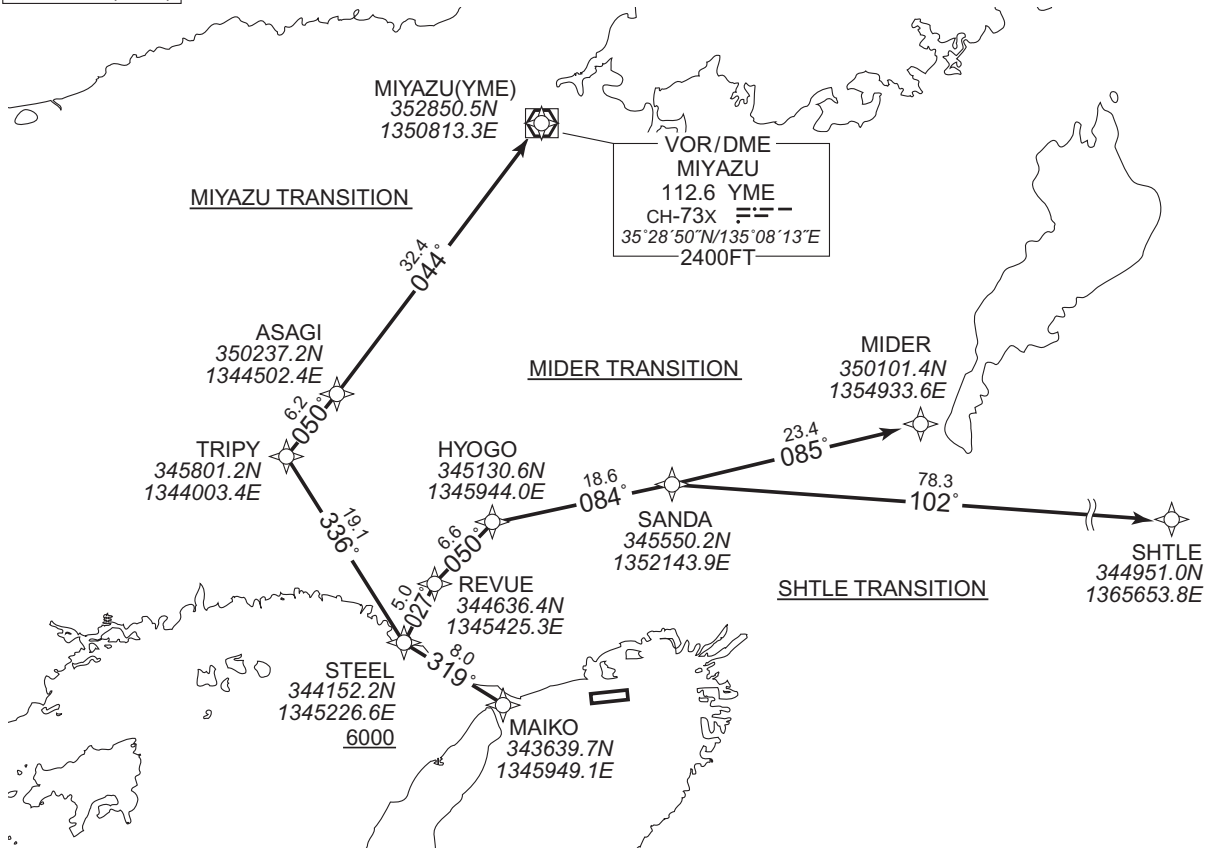 MIYAZU(YME)
352850.5N
1350813.3E
VOR/DME
MIYAZU
112.6 YME
CH-73X
35°28´50˝N/135°08´13˝E
2400FT
MIYAZU TRANSITION
32.4
044°
ASAGI
350237.2N
1344502.4E
MIDER TRANSITION
MIDER
350101.4N
1354933.6E
6.2
050°
TRIPY
345801.2N
1344003.4E
HYOGO
345130.6N
1345944.0E
23.4
085°
18.6
084°
78.3
102°
SANDA
345550.2N
1352143.9E
SHTLE
344951.0N
1365653.8E
SHTLE TRANSITION
19.1
336°
6.6
050°
REVUE
344636.4N
1345425.3E
5.0
027°
STEEL
344152.2N
1345226.6E
6000
8.0
319°
MAIKO
343639.7N
1345949.1E